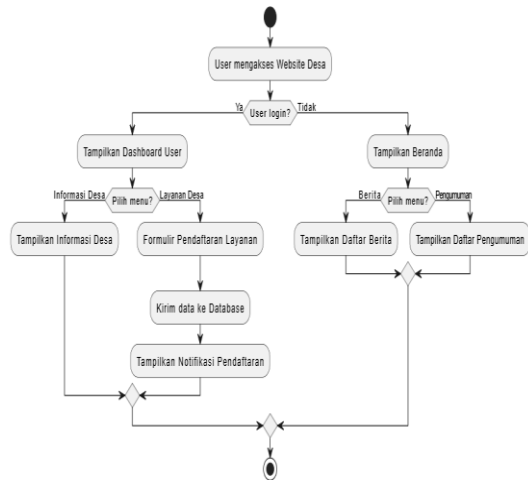 User mengakses Website Desa
Ya
User login?
Tidak
Tampilkan Dashboard User
Tampilkan Beranda
Informasi Desa
Pilih menu?
Layanan Desa
Berita
Pilih menu?
Pengumuman
Tampilkan Informasi Desa
Formulir Pendaftaran Layanan
Tampilkan Daftar Berita
Tampilkan Daftar Pengumuman
Kirim data ke Database
Tampilkan Notifikasi Pendaftaran